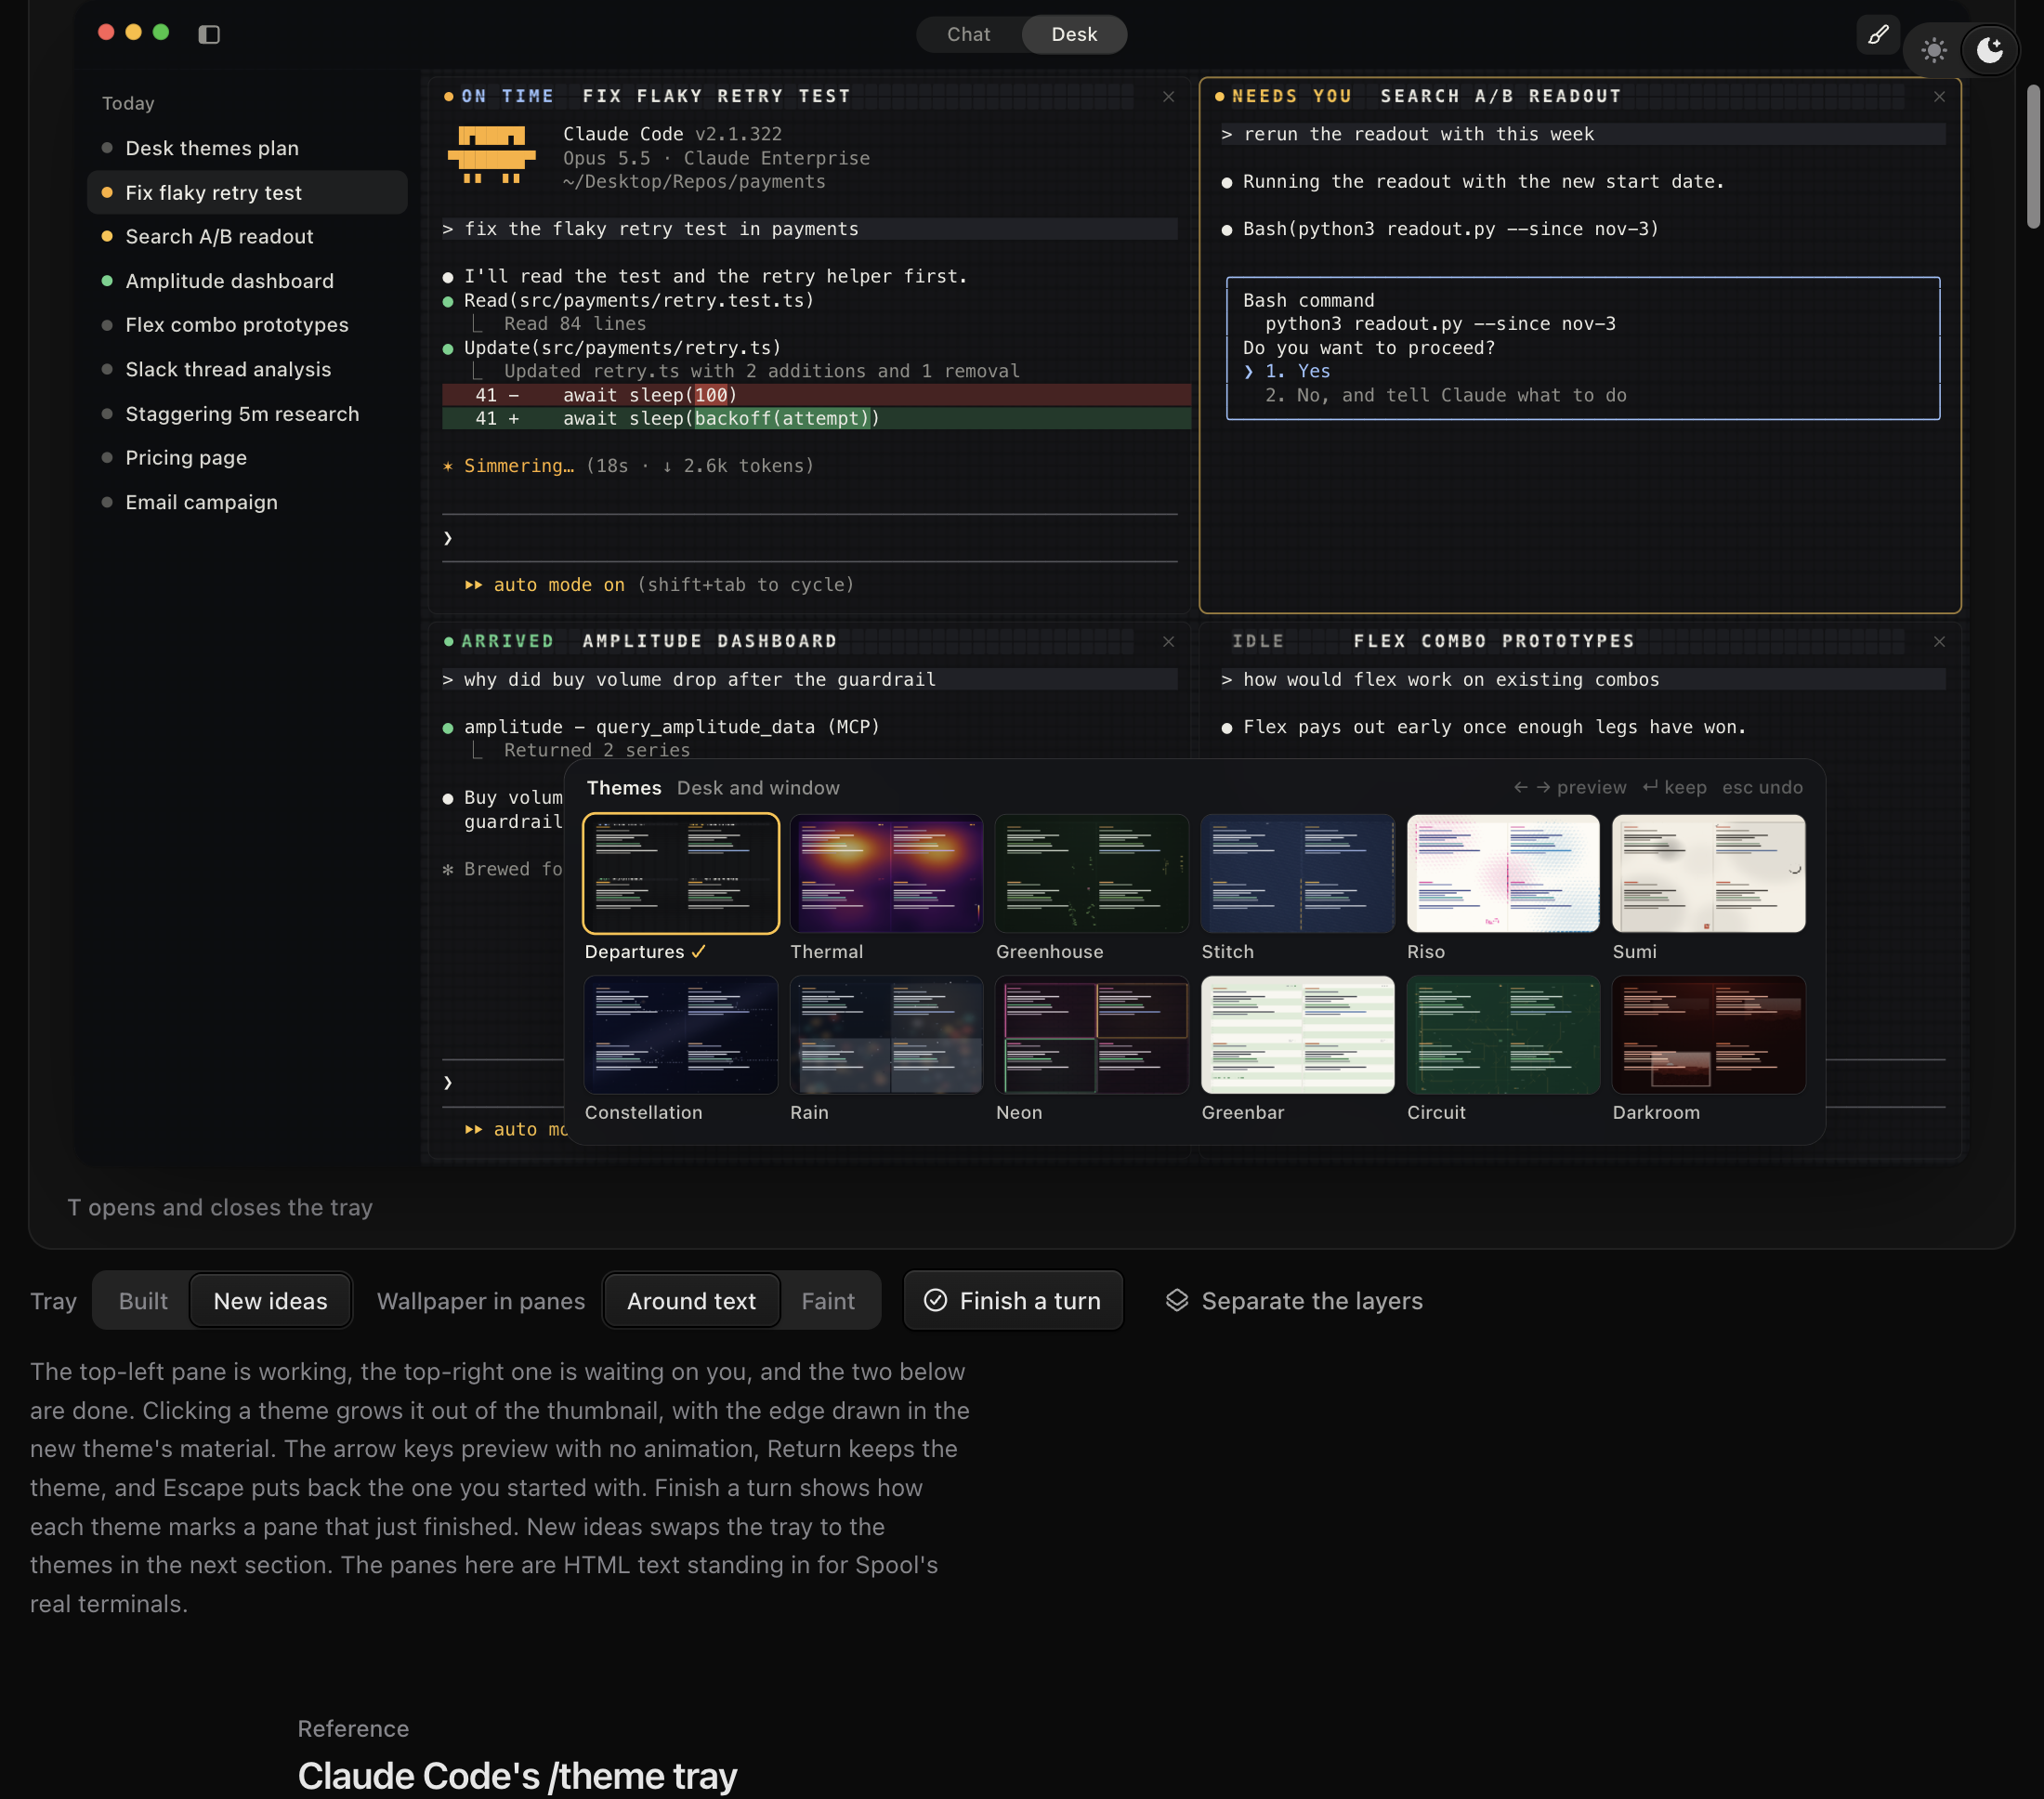 Chat
Desk
Today
Desk themes plan
Fix flaky retry test
Search A/B readout
Amplitude dashboard
Flex combo prototypes
Slack thread analysis
Staggering 5m research
Pricing page
Email campaign
ON TIME FIX FLAKY RETRY TEST
Claude Code v2.1.322
Opus 5.5 · Claude Enterprise
~/Desktop/Repos/payments
> fix the flaky retry test in payments
● I'll read the test and the retry helper first.
● Read(src/payments/retry.test.ts)
⎿ Read 84 lines
● Update(src/payments/retry.ts)
⎿ Updated retry.ts with 2 additions and 1 removal
41 – await sleep(100)
41 + await sleep(backoff(attempt))
✶ Simmering… (18s · ↓ 2.6k tokens)
❯
▸▸ auto mode on (shift+tab to cycle)
NEEDS YOU SEARCH A/B READOUT
> rerun the readout with this week
● Running the readout with the new start date.
● Bash(python3 readout.py --since nov-3)
Bash command
python3 readout.py --since nov-3
Do you want to proceed?
❯ 1. Yes
2. No, and tell Claude what to do
ARRIVED AMPLITUDE DASHBOARD
> why did buy volume drop after the guardrail
● amplitude – query_amplitude_data (MCP)
⎿ Returned 2 series
● Buy volum
guardrail
✻ Brewed fo
❯
▸▸ auto mo
IDLE FLEX COMBO PROTOTYPES
> how would flex work on existing combos
● Flex pays out early once enough legs have won.
Themes Desk and window
← → preview ↵ keep esc undo
Departures ✓
Thermal
Greenhouse
Stitch
Riso
Sumi
Constellation
Rain
Neon
Greenbar
Circuit
Darkroom
T opens and closes the tray
Tray
Built
New ideas
Wallpaper in panes
Around text
Faint
Finish a turn
Separate the layers
The top-left pane is working, the top-right one is waiting on you, and the two below
are done. Clicking a theme grows it out of the thumbnail, with the edge drawn in the
new theme's material. The arrow keys preview with no animation, Return keeps the
theme, and Escape puts back the one you started with. Finish a turn shows how
each theme marks a pane that just finished. New ideas swaps the tray to the
themes in the next section. The panes here are HTML text standing in for Spool's
real terminals.
Reference
Claude Code's /theme tray